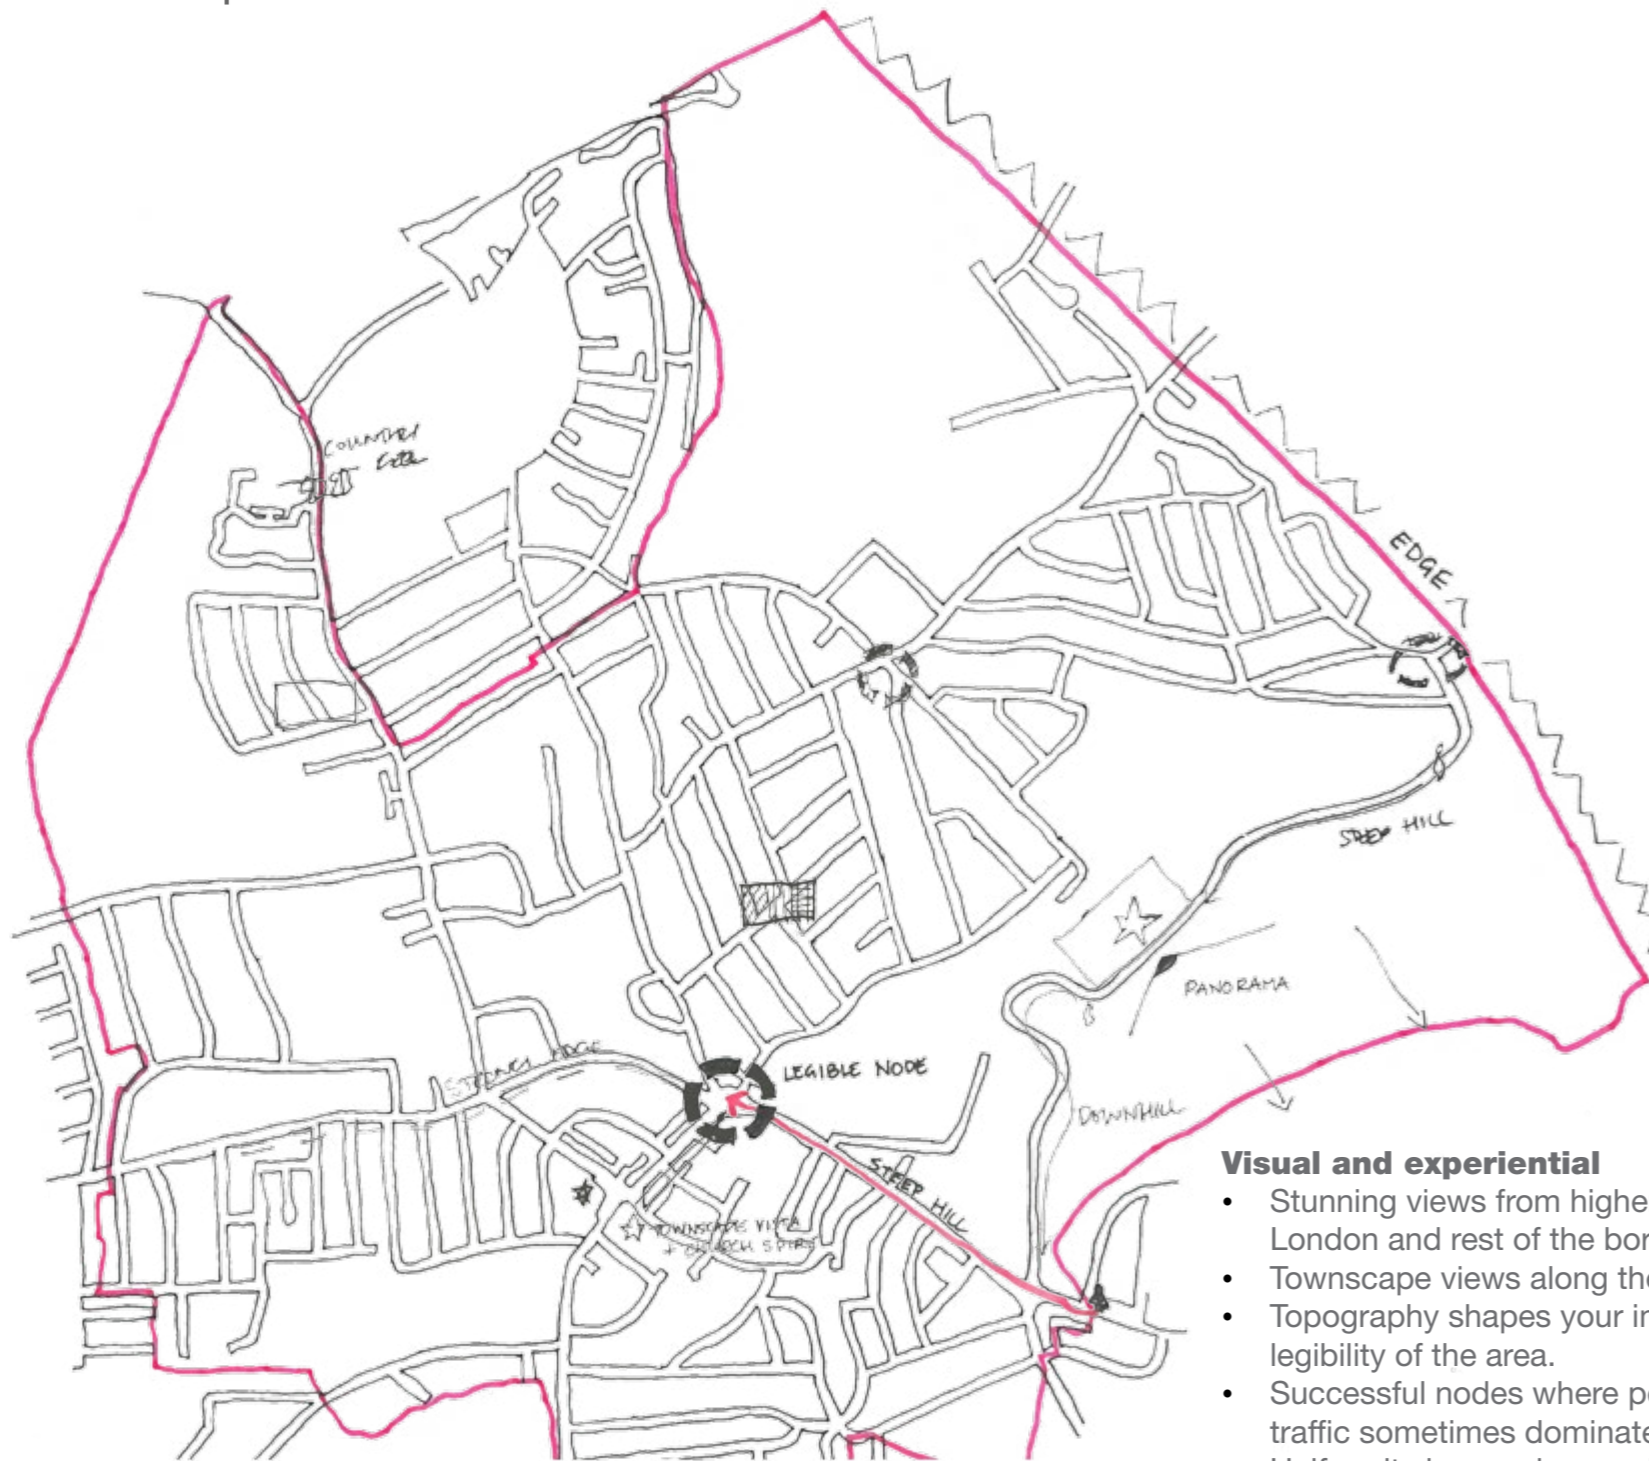 COUNTRY
EDGE
STEEP HILL
PANORAMA
LEGIBLE NODE
STRONG EDGE
DOWNHILL
STEEP HILL
TOWNSCAPE VISTA
+ CHURCH SPIRE
Visual and experiential
• Stunning views from highe
London and rest of the bor
• Townscape views along the
• Topography shapes your in
legibility of the area.
• Successful nodes where pe
traffic sometimes dominate